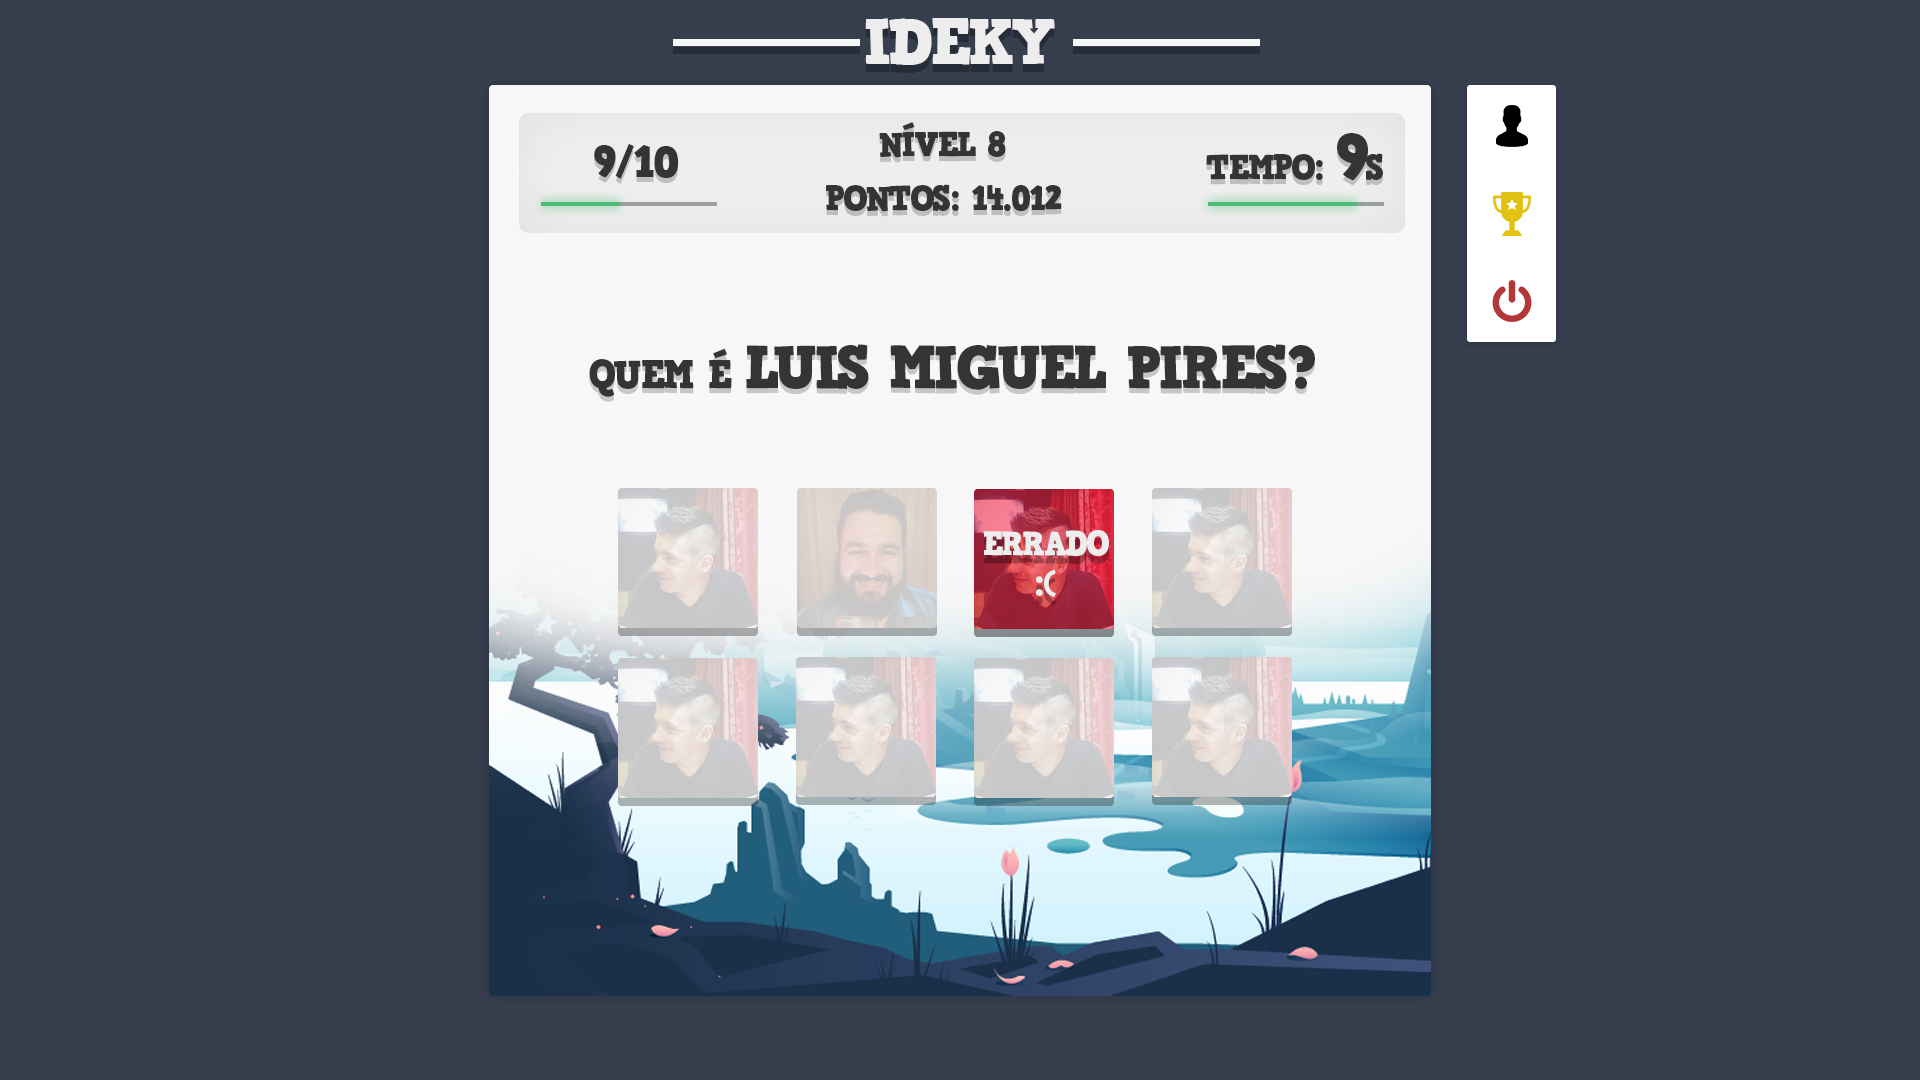 IDEKY
9/10
NÍVEL 8
PONTOS: 14.012
TEMPO: 9s
QUEM É LUIS MIGUEL PIRES?
ERRADO
:(